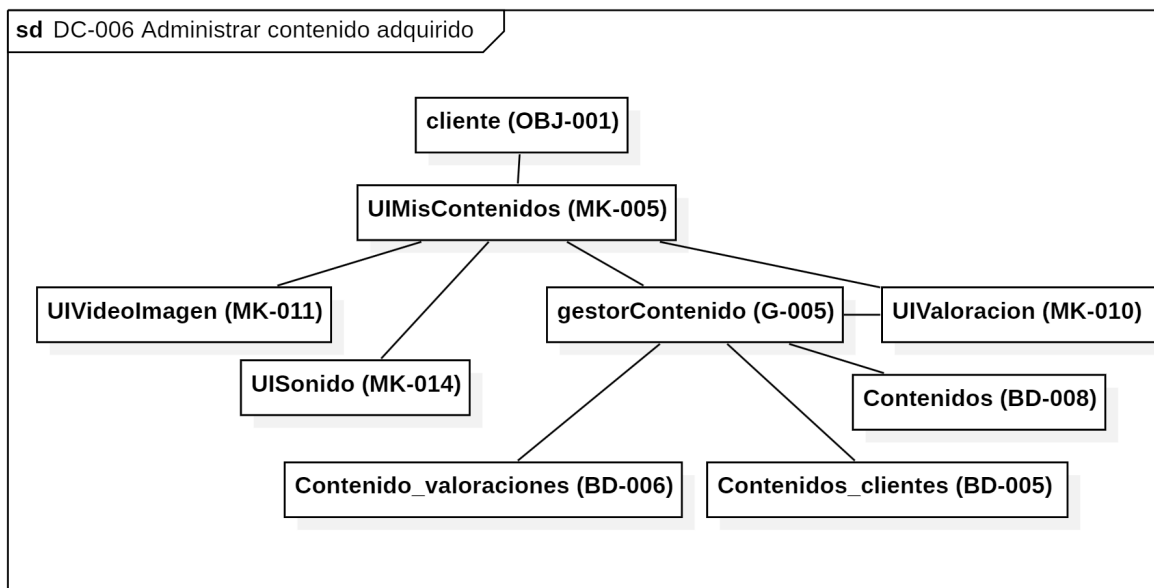 sd DC-006 Administrar contenido adquirido
cliente (OBJ-001)
UIMisContenidos (MK-005)
UIVideoImagen (MK-011)
gestorContenido (G-005)
UIValoracion (MK-010)
UISonido (MK-014)
Contenidos (BD-008)
Contenido_valoraciones (BD-006)
Contenidos_clientes (BD-005)